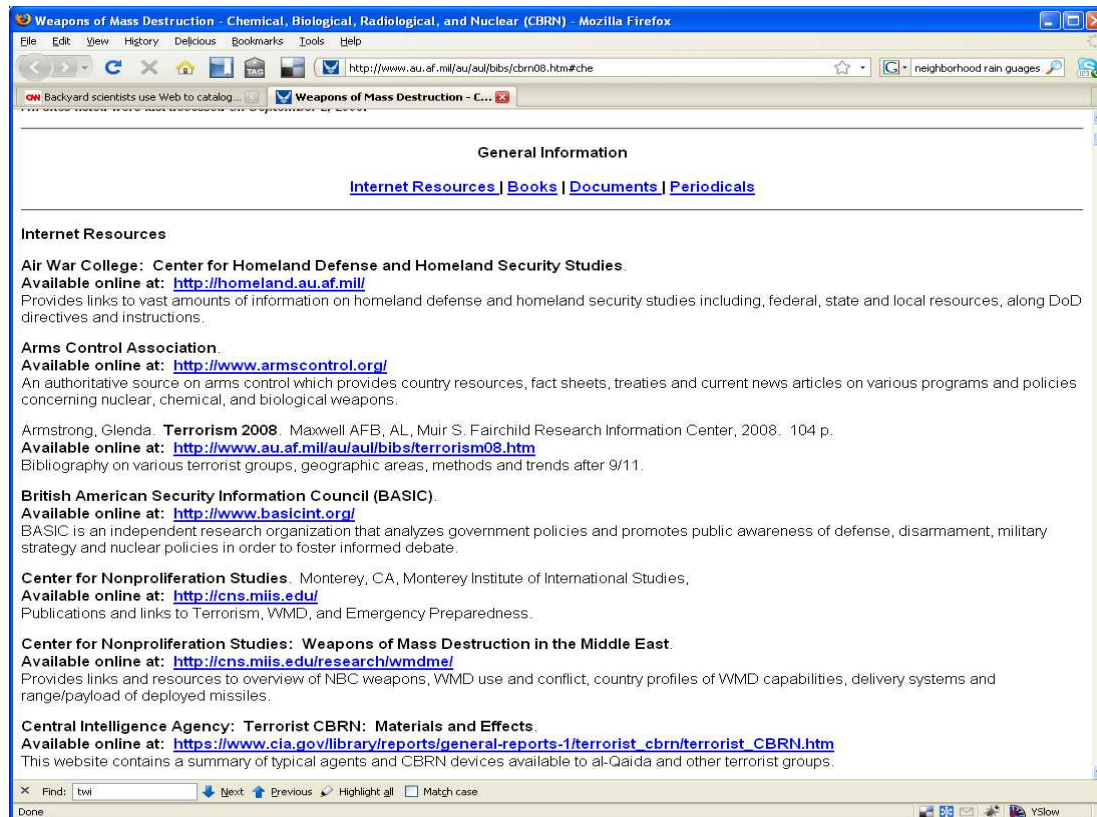 Weapons of Mass Destruction - Chemical, Biological, Radiological, and Nuclear (CBRN) - Mozilla Firefox
File Edit View History Delicious Bookmarks Tools Help
TAG http://www.au.af.mil/au/aul/bibs/cbrn08.htm#che G neighborhood rain guages
CNN Backyard scientists use Web to catalog... Weapons of Mass Destruction - C...
General Information
Internet Resources | Books | Documents | Periodicals
Internet Resources
Air War College: Center for Homeland Defense and Homeland Security Studies.
Available online at: http://homeland.au.af.mil/
Provides links to vast amounts of information on homeland defense and homeland security studies including, federal, state and local resources, along DoD
directives and instructions.
Arms Control Association.
Available online at: http://www.armscontrol.org/
An authoritative source on arms control which provides country resources, fact sheets, treaties and current news articles on various programs and policies
concerning nuclear, chemical, and biological weapons.
Armstrong, Glenda. Terrorism 2008. Maxwell AFB, AL, Muir S. Fairchild Research Information Center, 2008. 104 p.
Available online at: http://www.au.af.mil/au/aul/bibs/terrorism08.htm
Bibliography on various terrorist groups, geographic areas, methods and trends after 9/11.
British American Security Information Council (BASIC).
Available online at: http://www.basicint.org/
BASIC is an independent research organization that analyzes government policies and promotes public awareness of defense, disarmament, military
strategy and nuclear policies in order to foster informed debate.
Center for Nonproliferation Studies. Monterey, CA, Monterey Institute of International Studies,
Available online at: http://cns.miis.edu/
Publications and links to Terrorism, WMD, and Emergency Preparedness.
Center for Nonproliferation Studies: Weapons of Mass Destruction in the Middle East.
Available online at: http://cns.miis.edu/research/wmdme/
Provides links and resources to overview of NBC weapons, WMD use and conflict, country profiles of WMD capabilities, delivery systems and
range/payload of deployed missiles.
Central Intelligence Agency: Terrorist CBRN: Materials and Effects.
Available online at: https://www.cia.gov/library/reports/general-reports-1/terrorist_cbrn/terrorist_CBRN.htm
This website contains a summary of typical agents and CBRN devices available to al-Qaida and other terrorist groups.
Find: twi Next Previous Highlight all Match case
Done YSlow